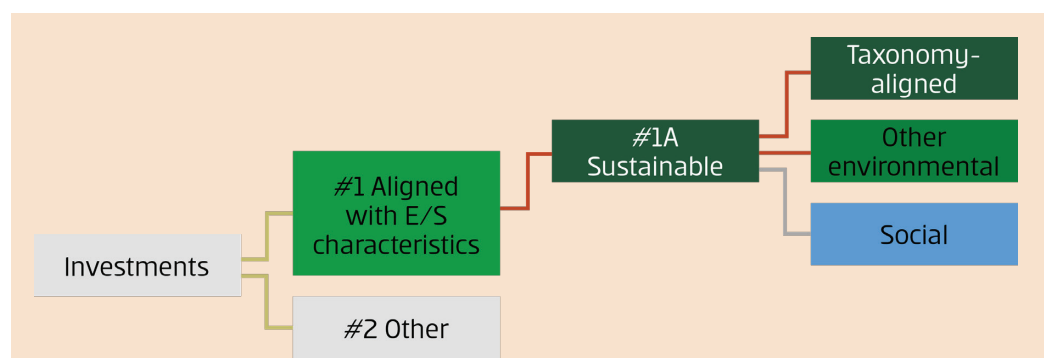 Taxonomy-
aligned
#1A
Sustainable
Other
environmental
#1 Aligned
with E/S
characteristics
Social
Investments
#2 Other